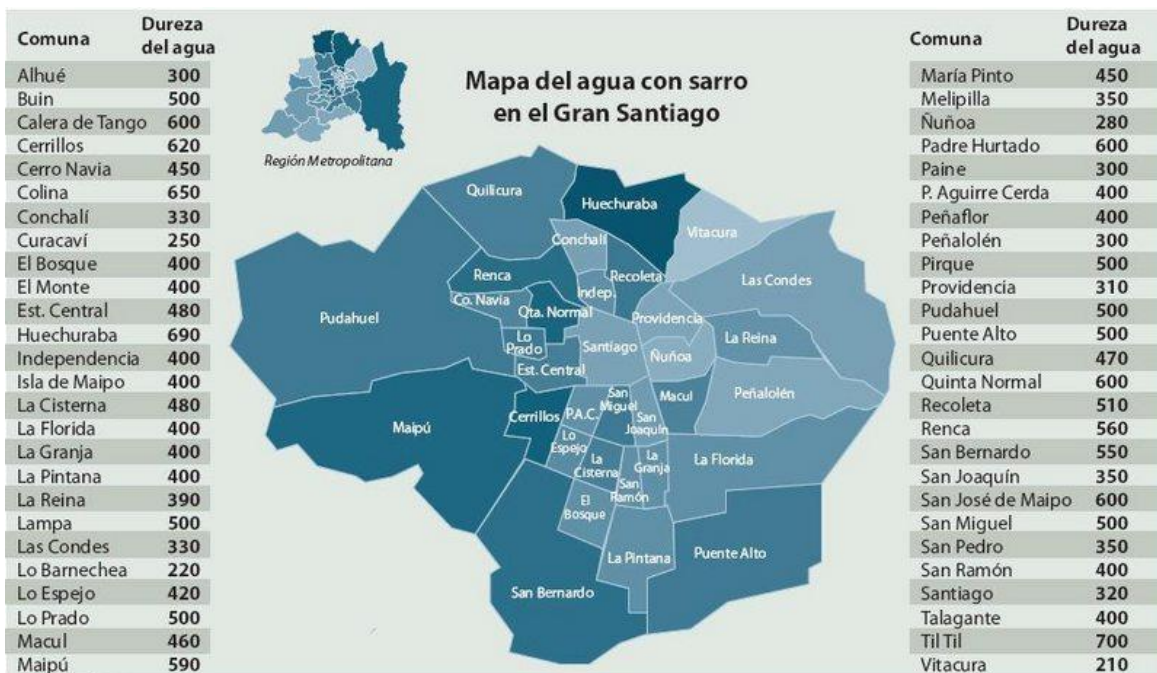 Comuna Dureza del agua
Alhué 300
Buin 500
Calera de Tango 600
Cerrillos 620
Cerro Navia 450
Colina 650
Conchalí 330
Curacaví 250
El Bosque 400
El Monte 400
Est. Central 480
Huechuraba 690
Independencia 400
Isla de Maipo 400
La Cisterna 480
La Florida 400
La Granja 400
La Pintana 400
La Reina 390
Lampa 500
Las Condes 330
Lo Barnechea 220
Lo Espejo 420
Lo Prado 500
Macul 460
Maipú 590
Región Metropolitana
Mapa del agua con sarro
en el Gran Santiago
Quilicura
Huechuraba
Vitacura
Conchalí
Renca
Recoleta
Las Condes
Indep.
Co. Navia
Qta. Normal
Pudahuel
Providencia
La Reina
Lo
Prado
Santiago
Ñuñoa
Est. Central
Peñalolén
San
Miguel
Macul
Cerrillos
P.A.C.
San
Joaquín
Maipú
Lo
Espejo
La
Cisterna
La
Granja
La Florida
San
Ramón
El
Bosque
La Pintana
Puente Alto
San Bernardo
Comuna Dureza del agua
María Pinto 450
Melipilla 350
Ñuñoa 280
Padre Hurtado 600
Paine 300
P. Aguirre Cerda 400
Peñaflor 400
Peñalolén 300
Pirque 500
Providencia 310
Pudahuel 500
Puente Alto 500
Quilicura 470
Quinta Normal 600
Recoleta 510
Renca 560
San Bernardo 550
San Joaquín 350
San José de Maipo 600
San Miguel 500
San Pedro 350
San Ramón 400
Santiago 320
Talagante 400
Til Til 700
Vitacura 210